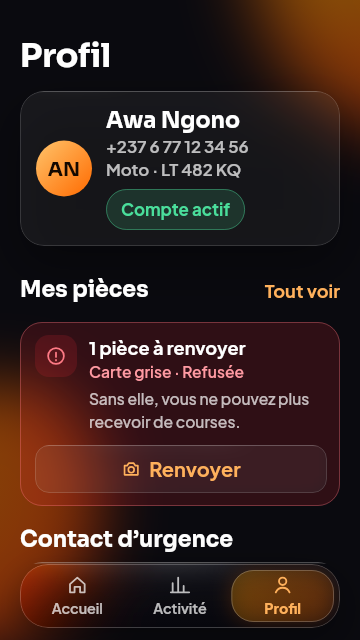 Profil
Awa Ngono
+237 6 77 12 34 56
Moto · LT 482 KQ
AN
Compte actif
Mes pièces
Tout voir
1 pièce à renvoyer
Carte grise · Refusée
Sans elle, vous ne pouvez plus
recevoir de courses.
Renvoyer
Contact d’urgence
Accueil
Activité
Profil